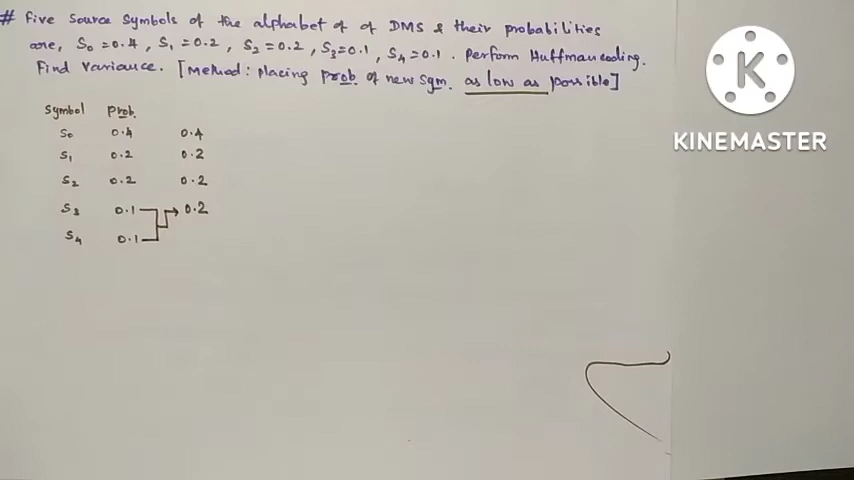 # Five Source Symbols of the alphabet of of DMS & their probabilities
are, S0 = 0.4, S1 = 0.2, S2 = 0.2, S3 = 0.1, S4 = 0.1. Perform Huffman coding.
Find Variance. [Method: Placing prob. of new sym. as low as possible]
Symbol Prob.
S0 0.4 0.4
S1 0.2 0.2
S2 0.2 0.2
S3 0.1 0.2
S4 0.1
K
KINEMASTER